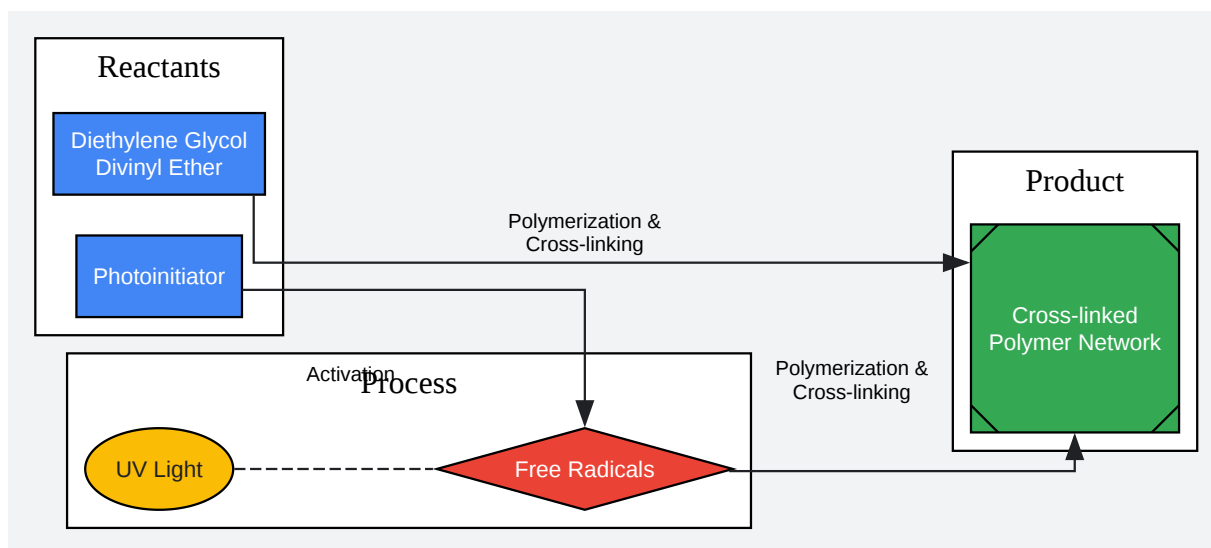 Reactants
Diethylene Glycol
Divinyl Ether
Photoinitiator
Polymerization &
Cross-linking
Product
Cross-linked
Polymer Network
Activation
Process
UV Light
Free Radicals
Polymerization &
Cross-linking